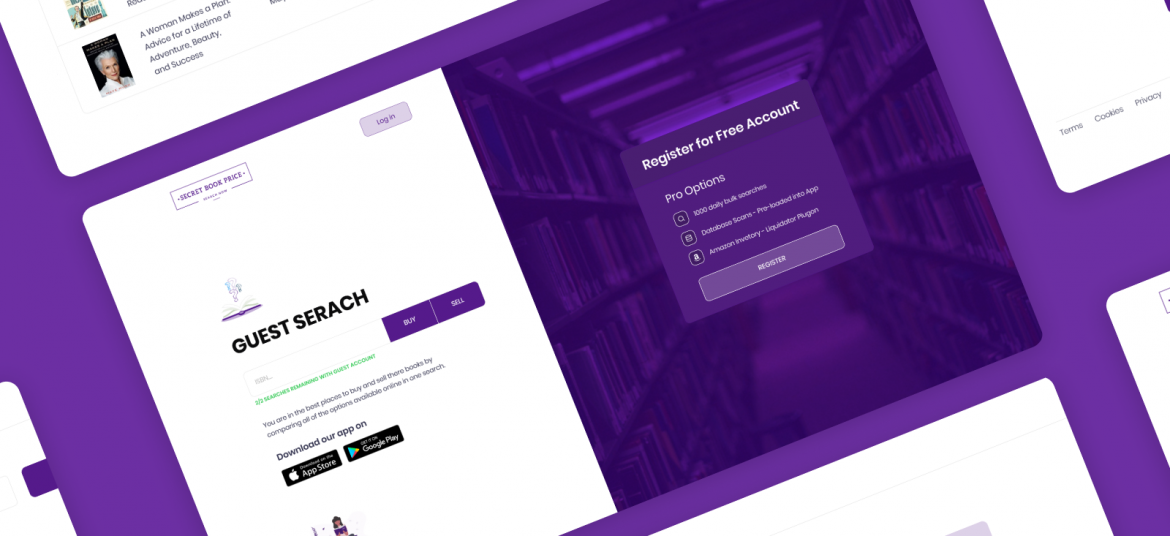 A Woman Makes a Plan:
Advice for a Lifetime of
Adventure, Beauty,
and Success
Log in
SECRET BOOK PRICE
SEARCH NOW
GUEST SERACH
BUY
SELL
ISBN...
2/2 SEARCHES REMAINING WITH GUEST ACCOUNT
You are in the best places to buy and sell there books by
comparing all of the options available online in one search.
Download our app on
Download on the
App Store
GET IT ON
Google Play
Register for Free Account
Pro Options
1000 daily bulk searches
Database Scans - Pre-loaded into App
Amazon Invetory - Liquidator Plugon
REGISTER
Terms
Cookies
Privacy